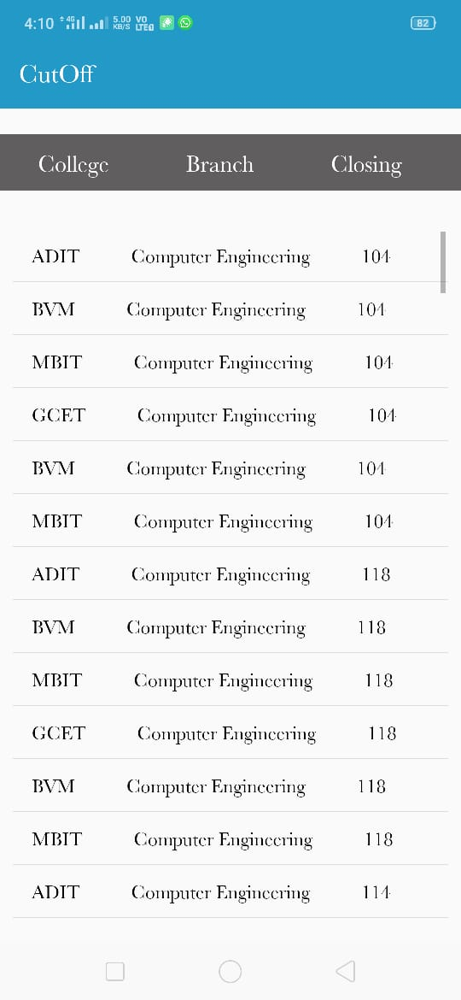 4:10 4G 5.00 KB/S VO LTE 82
CutOff
College Branch Closing
ADIT Computer Engineering 104
BVM Computer Engineering 104
MBIT Computer Engineering 104
GCET Computer Engineering 104
BVM Computer Engineering 104
MBIT Computer Engineering 104
ADIT Computer Engineering 118
BVM Computer Engineering 118
MBIT Computer Engineering 118
GCET Computer Engineering 118
BVM Computer Engineering 118
MBIT Computer Engineering 118
ADIT Computer Engineering 114